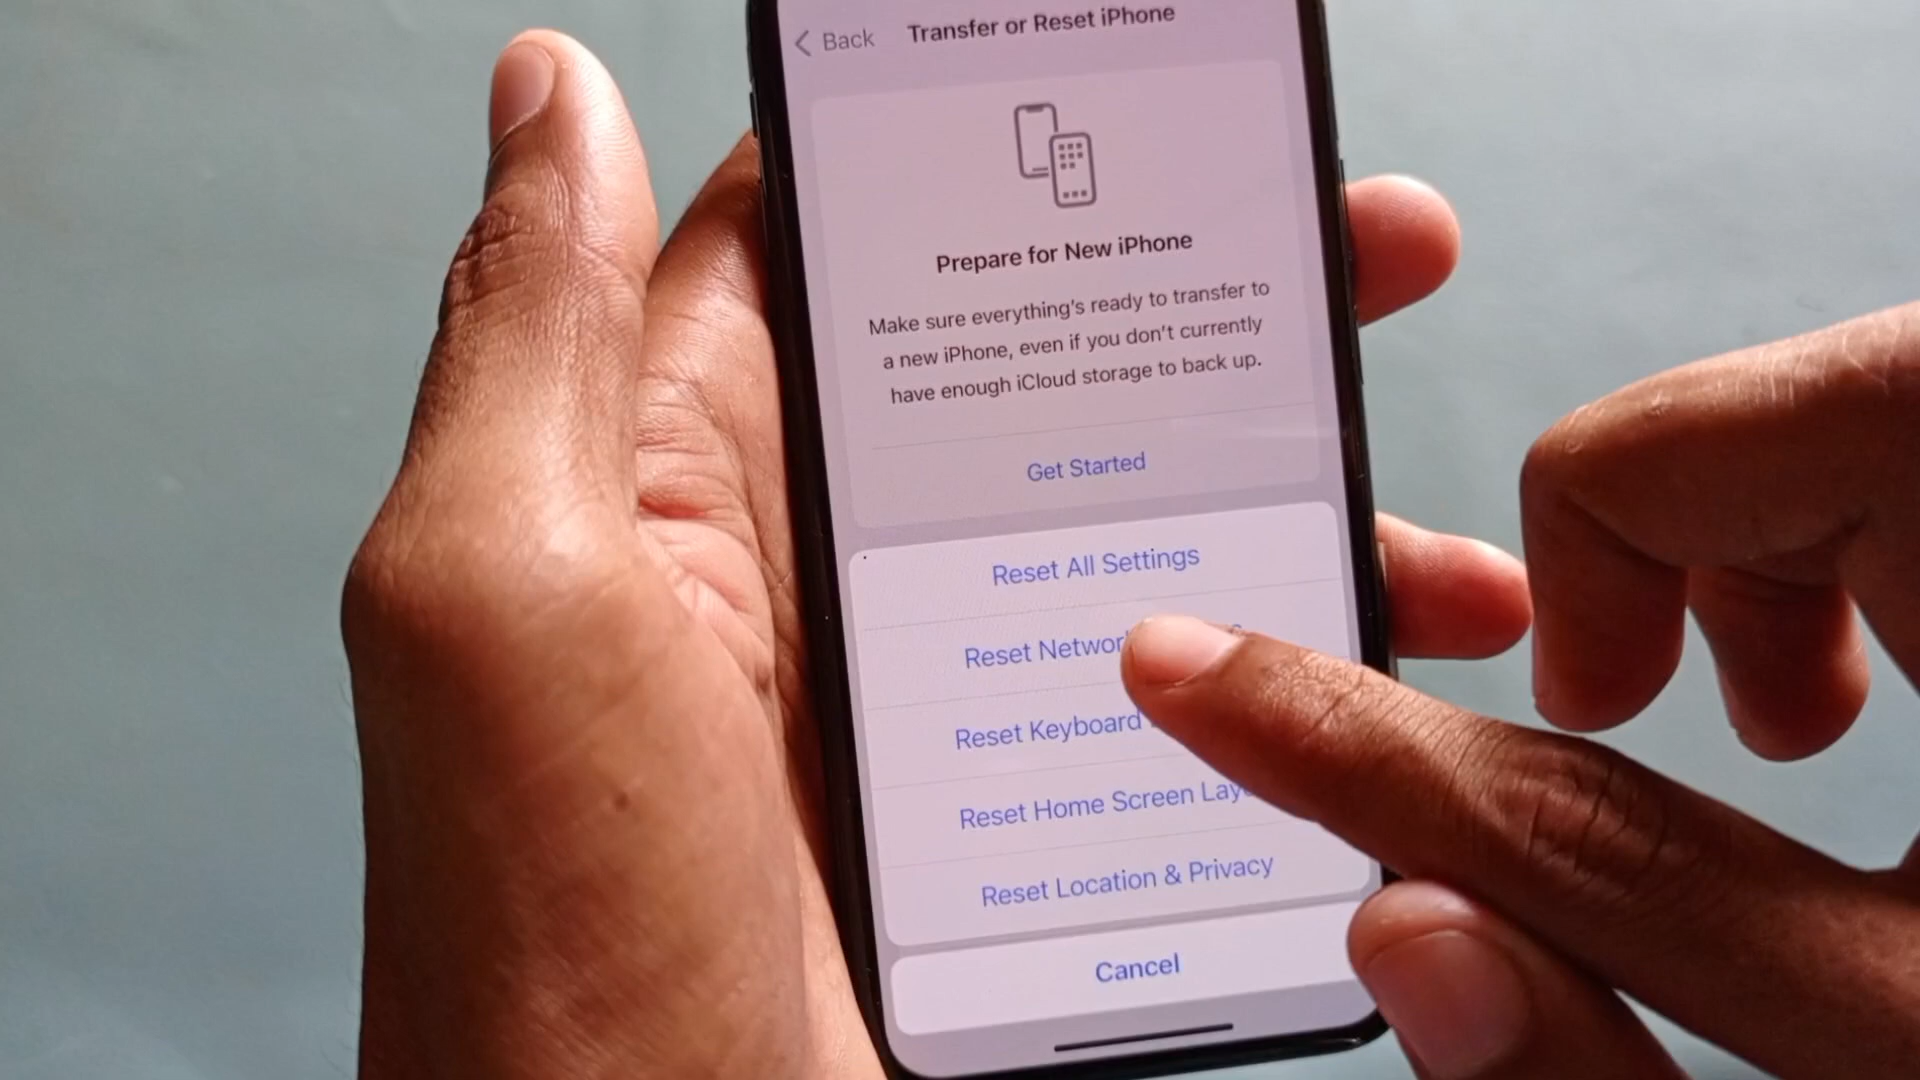 Back
Transfer or Reset iPhone
Prepare for New iPhone
Make sure everything's ready to transfer to
a new iPhone, even if you don't currently
have enough iCloud storage to back up.
Get Started
Reset All Settings
Reset
Reset Keyboard
Reset Home Screen
Reset Location & Privacy
Cancel